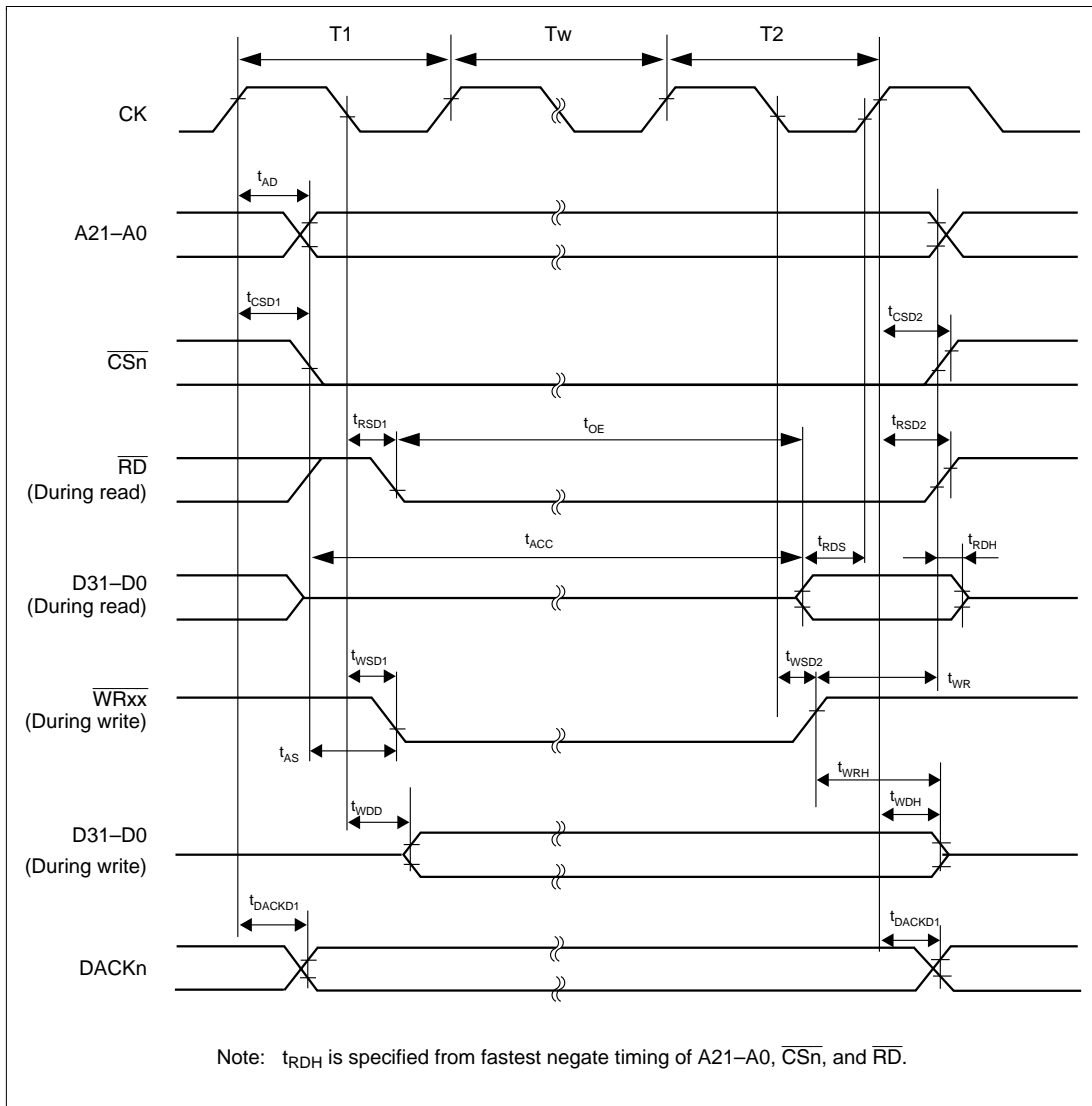 T1 Tw T2
CK
tAD
A21–A0
tCSD1 tCSD2
CSn
tRSD1 tOE tRSD2
RD
(During read)
tACC tRDS tRDH
D31–D0
(During read)
tWSD1 tWSD2
WRxx tWR
(During write)
tAS
tWRH
tWDD tWDH
D31–D0
(During write)
tDACKD1 tDACKD1
DACKn
Note: tRDH is specified from fastest negate timing of A21–A0, CSn, and RD.